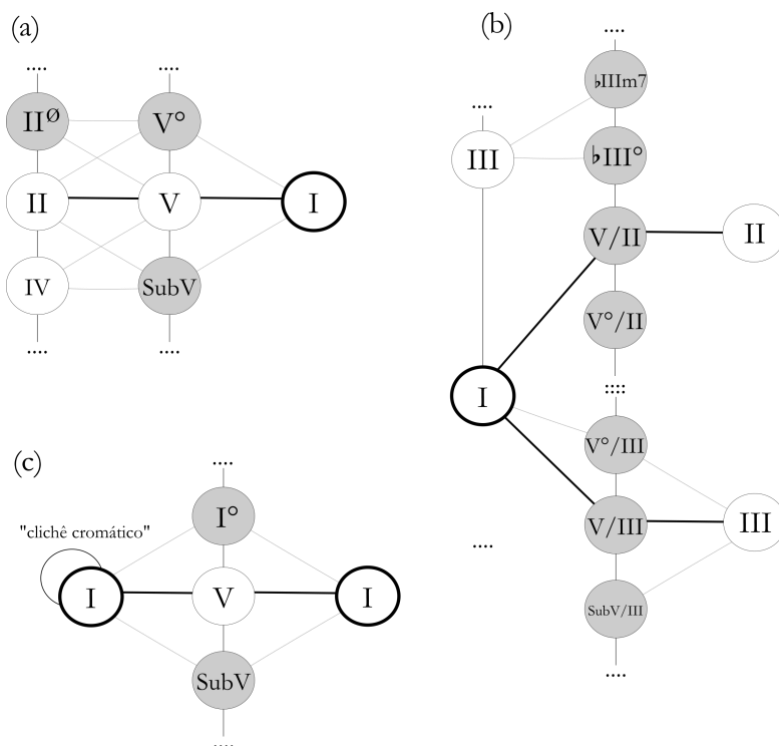 (a)
....
....
IIø
V°
II
V
I
IV
SubV
....
....
(b)
....
♭IIIm7
....
III
♭III°
V/II
II
V°/II
::::
I
V°/III
V/III
III
....
SubV/III
....
(c)
....
I°
"clichê cromático"
I
V
I
SubV
....